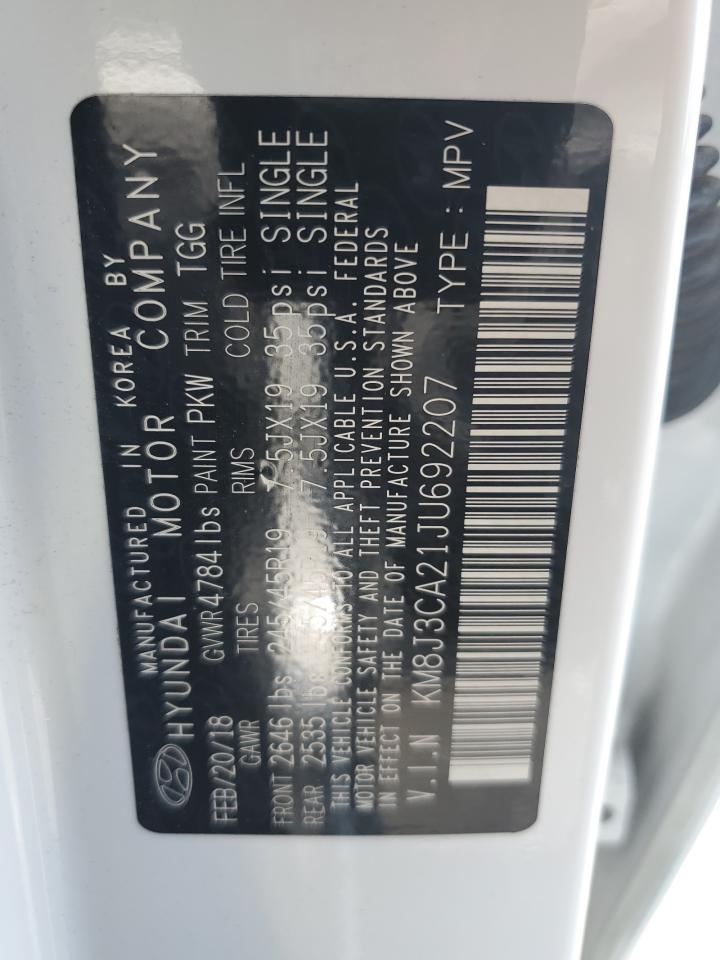 MANUFACTURED IN KOREA BY
HYUNDAI MOTOR COMPANY
FEB/20/18 GVWR4784lbs PAINT PKW TRIM TGG
GAWR TIRES RIMS COLD TIRE INFL
FRONT 2646lbs 245/45R19 7.5JX19 35psi SINGLE
REAR 2535lbs 7.5JX19 35psi SINGLE
THIS VEHICLE CONFORMS TO ALL APPLICABLE U.S.A. FEDERAL
MOTOR VEHICLE SAFETY AND THEFT PREVENTION STANDARDS
IN EFFECT ON THE DATE OF MANUFACTURE SHOWN ABOVE
V.I.N KM8J3CA21JU692207 TYPE : MPV